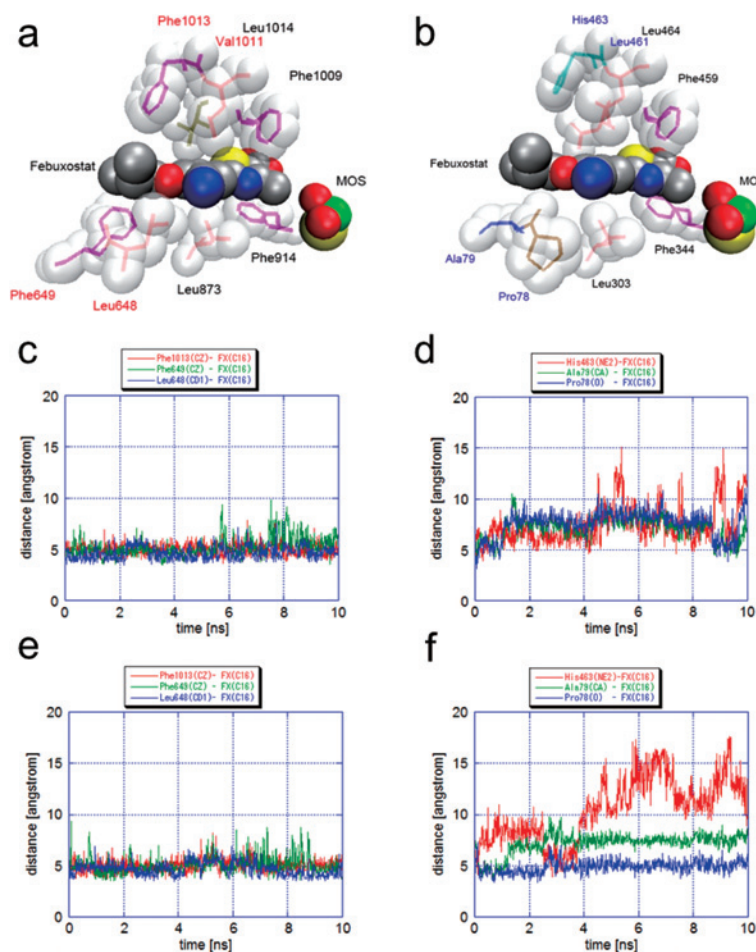 a
Phe1013
Leu1014
Val1011
Phe1009
Febuxostat
MOS
Phe914
Phe649
Leu873
Leu648
b
His463
Leu464
Leu461
Phe459
Febuxostat
MO
Phe344
Ala79
Leu303
Pro78
c
Phe1013(CZ)- FX(C16)
Phe649(CZ) - FX(C16)
Leu648(CD1)- FX(C16)
distance [angstrom]
20
15
10
5
0
0 2 4 6 8 10
time [ns]
d
His463(NE2)-FX(C16)
Ala79(CA) - FX(C16)
Pro78(O) - FX(C16)
distance [angstrom]
20
15
10
5
0
0 2 4 6 8 10
time [ns]
e
Phe1013(CZ)- FX(C16)
Phe649(CZ) - FX(C16)
Leu648(CD1)- FX(C16)
distance [angstrom]
20
15
10
5
0
0 2 4 6 8 10
time [ns]
f
His463(NE2)-FX(C16)
Ala79(CA) - FX(C16)
Pro78(O) - FX(C16)
distance [angstrom]
20
15
10
5
0
0 2 4 6 8 10
time [ns]